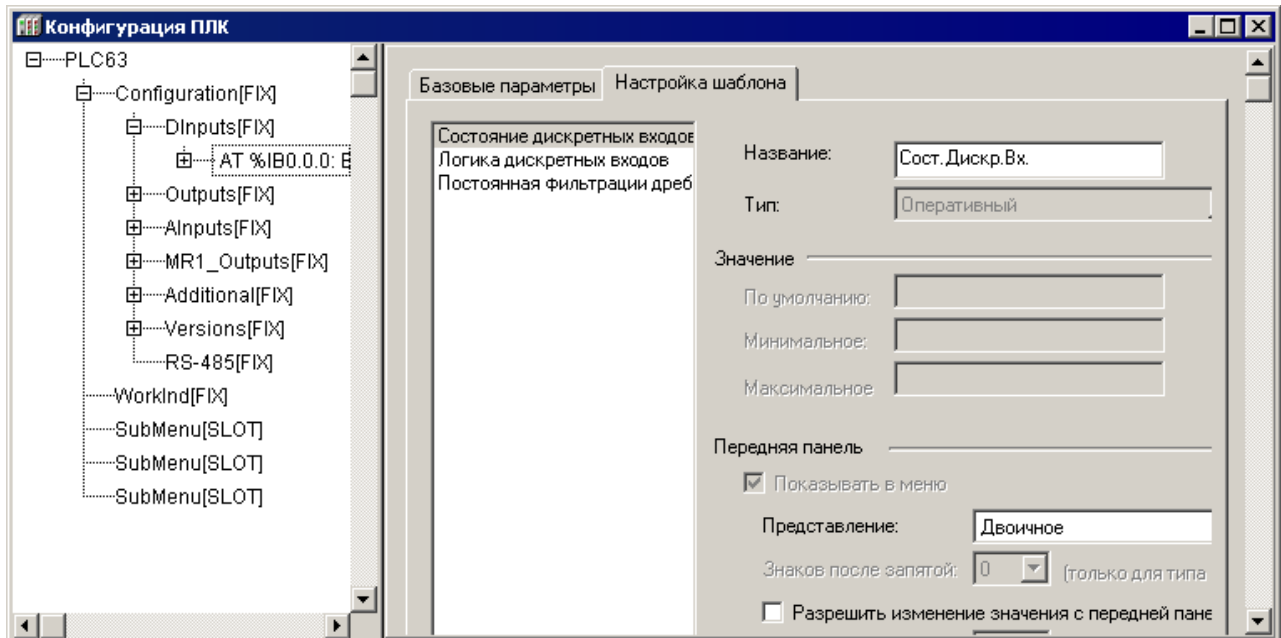 Конфигурация ПЛК
PLC63
Configuration[FIX]
DInputs[FIX]
AT %IB0.0.0:
Outputs[FIX]
AInputs[FIX]
MR1_Outputs[FIX]
Additional[FIX]
Versions[FIX]
RS-485[FIX]
WorkInd[FIX]
SubMenu[SLOT]
SubMenu[SLOT]
SubMenu[SLOT]
Базовые параметры Настройка шаблона
Состояние дискретных входов
Логика дискретных входов
Постоянная фильтрации дреб
Название: Сост.Дискр.Вх.
Тип: Оперативный
Значение
По умолчанию:
Минимальное:
Максимальное
Передняя панель
Показывать в меню
Представление: Двоичное
Знаков после запятой: 0 (только для типа
Разрешить изменение значения с передней пане